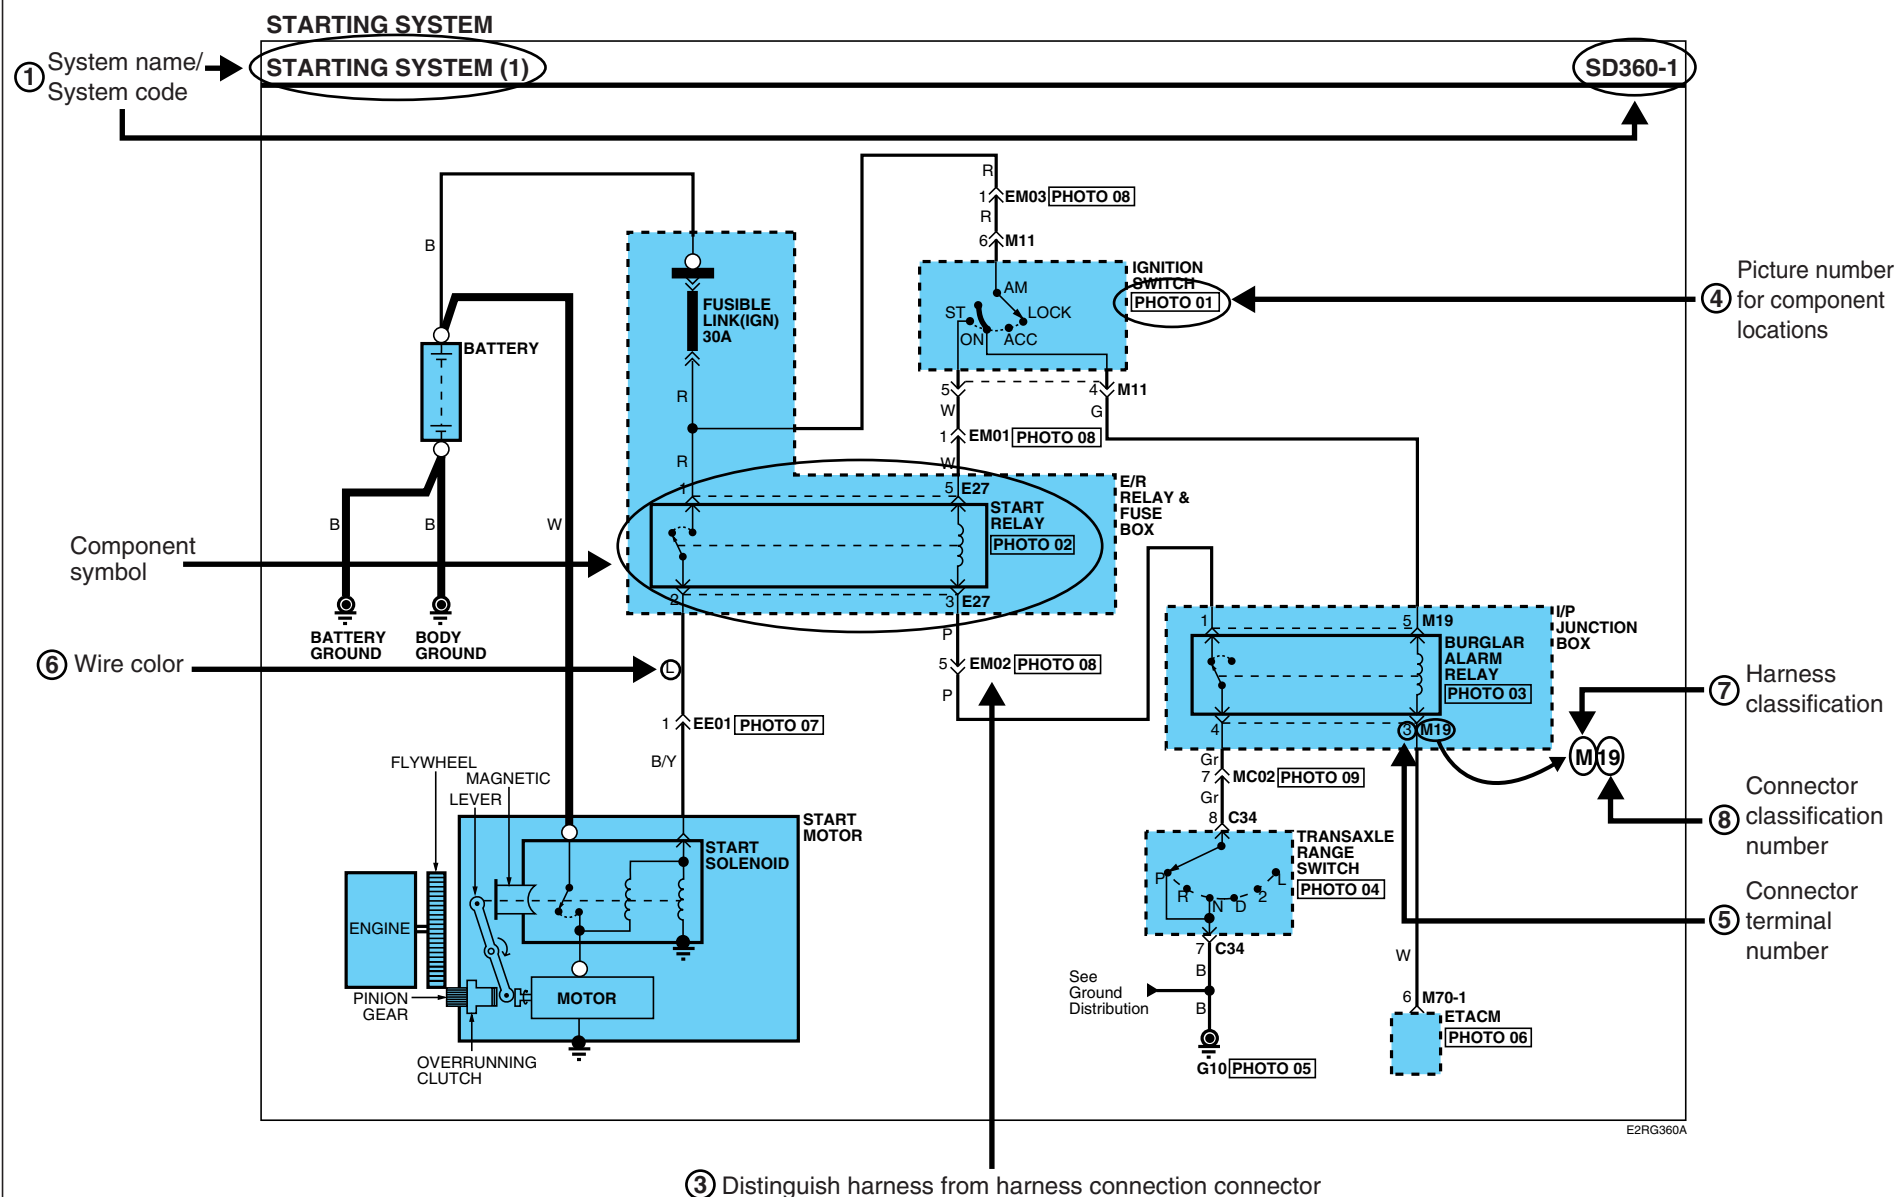 STARTING SYSTEM
STARTING SYSTEM (1)
SD360-1
① System name/
System code
R
1 EM03 PHOTO 08
R
6 M11
B
IGNITION
SWITCH
PHOTO 01
④ Picture number
for component
locations
AM
ST
LOCK
ON
ACC
FUSIBLE
LINK(IGN)
30A
BATTERY
R
5
4 M11
W
G
1 EM01 PHOTO 08
R
W
1
5 E27
E/R
RELAY &
FUSE
BOX
START
RELAY
PHOTO 02
B
B
W
Component
symbol
2
3 E27
BATTERY
GROUND
BODY
GROUND
P
1
5 M19
I/P
JUNCTION
BOX
BURGLAR
ALARM
RELAY
PHOTO 03
⑥ Wire color
L
5 EM02 PHOTO 08
P
⑦ Harness
classification
1 EE01 PHOTO 07
4
3 M19
M 19
B/Y
Gr
7 MC02 PHOTO 09
Gr
8 C34
⑧ Connector
classification
number
FLYWHEEL
MAGNETIC
LEVER
START
MOTOR
START
SOLENOID
TRANSAXLE
RANGE
SWITCH
PHOTO 04
P
R
N
D
2
L
⑤ Connector
terminal
number
ENGINE
7 C34
W
B
See
Ground
Distribution
B
PINION
GEAR
MOTOR
6 M70-1
ETACM
PHOTO 06
OVERRUNNING
CLUTCH
G10 PHOTO 05
E2RG360A
③ Distinguish harness from harness connection connector